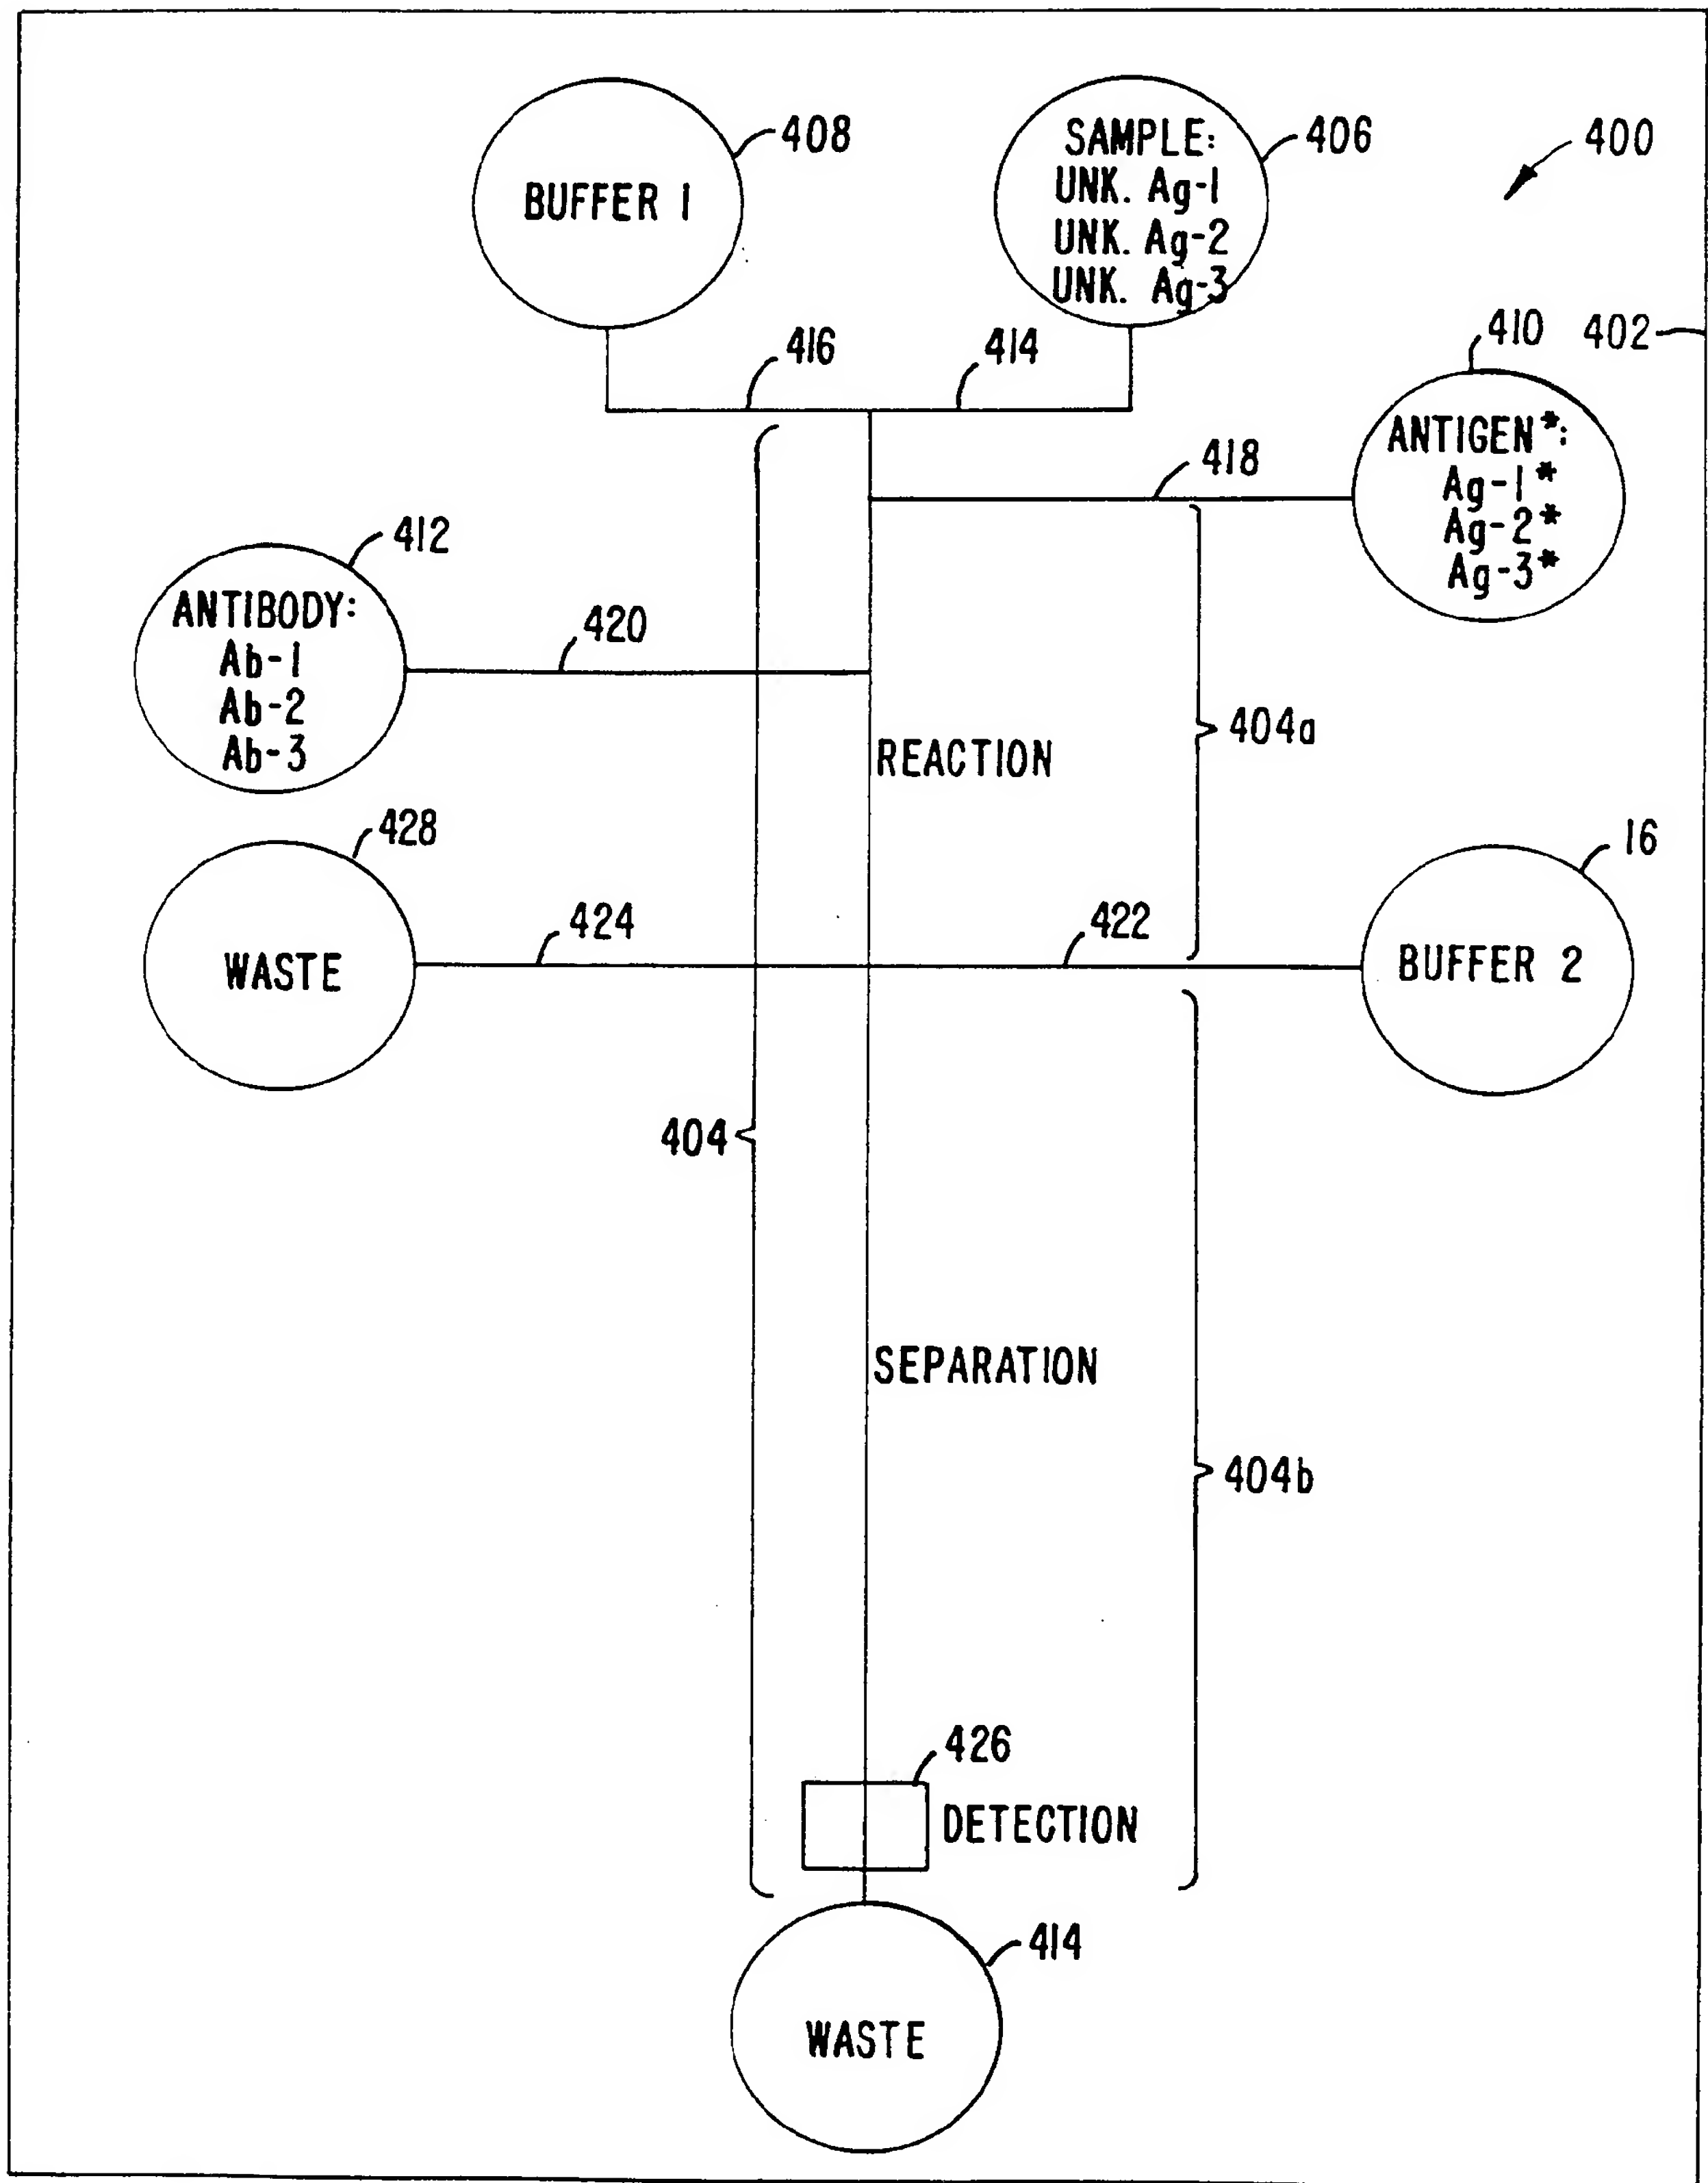 408
BUFFER 1
406
SAMPLE:
UNK. Ag-1
UNK. Ag-2
UNK. Ag-3
400
402
416
414
410
ANTIGEN*:
Ag-1*
Ag-2*
Ag-3*
418
412
ANTIBODY:
Ab-1
Ab-2
Ab-3
420
REACTION
404a
428
WASTE
424
422
16
BUFFER 2
404
SEPARATION
404b
426
DETECTION
414
WASTE